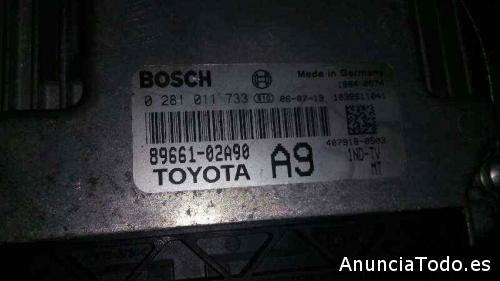 BOSCH Made in Germany
0 281 011 733 06-07-19 1039S11041
89661-02A90
TOYOTA A9
1ND-TV
MT
AnunciaTodo.es